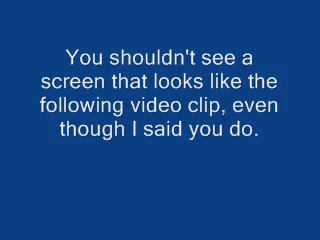 You shouldn't see a
screen that looks like the
following video clip, even
though I said you do.